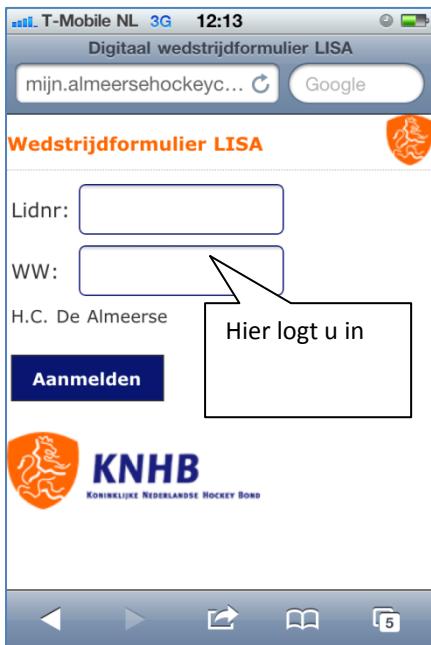 T-Mobile NL 3G 12:13
Digitaal wedstrijdformulier LISA
mijn.almeersehockeyc... Google
Wedstrijdformulier LISA
Lidnr:
WW:
H.C. De Almeerse
Hier logt u in
Aanmelden
KNHB
KONINKLIJKE NEDERLANDSE HOCKEY BOND
5